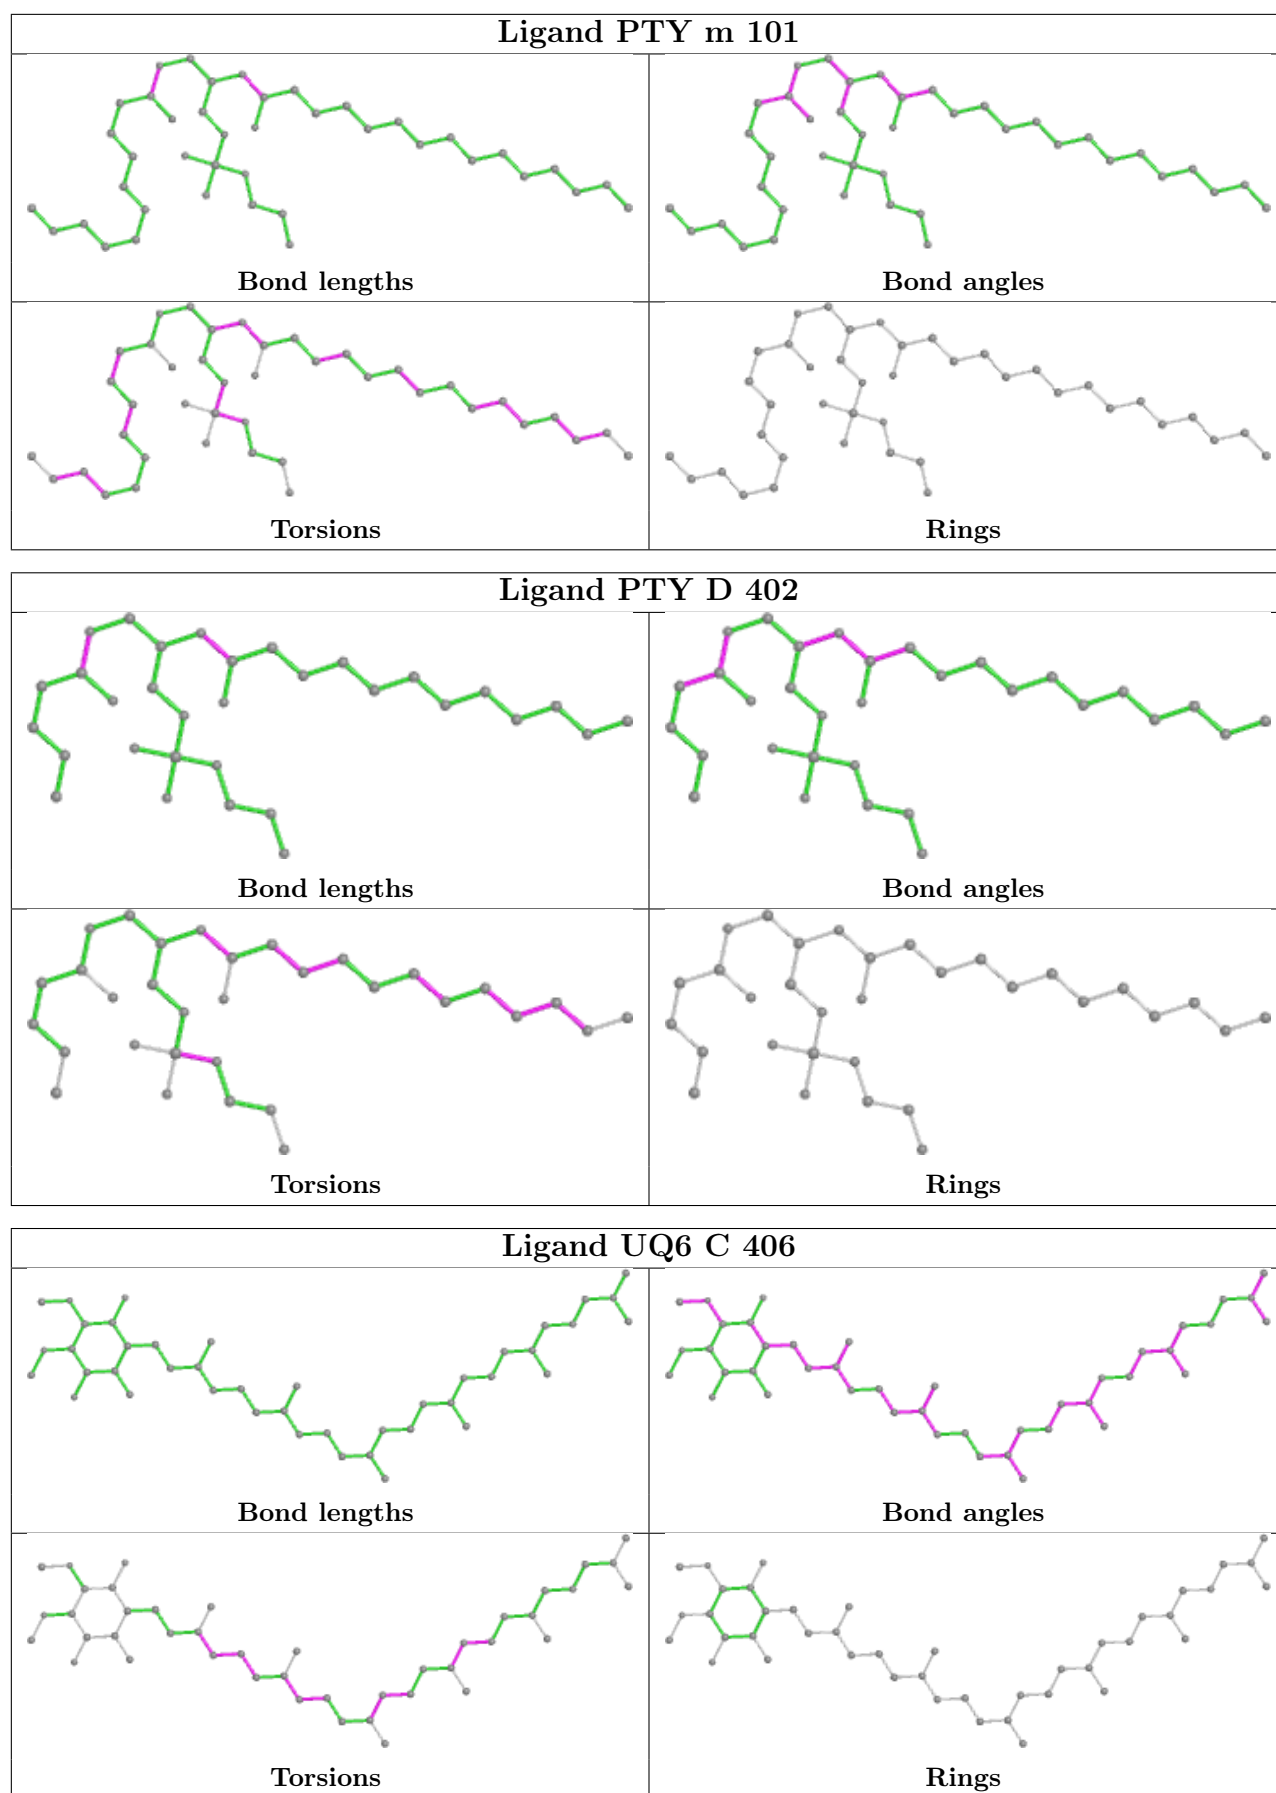 Ligand PTY m 101
Bond lengths
Bond angles
Torsions
Rings
Ligand PTY D 402
Bond lengths
Bond angles
Torsions
Rings
Ligand UQ6 C 406
Bond lengths
Bond angles
Torsions
Rings